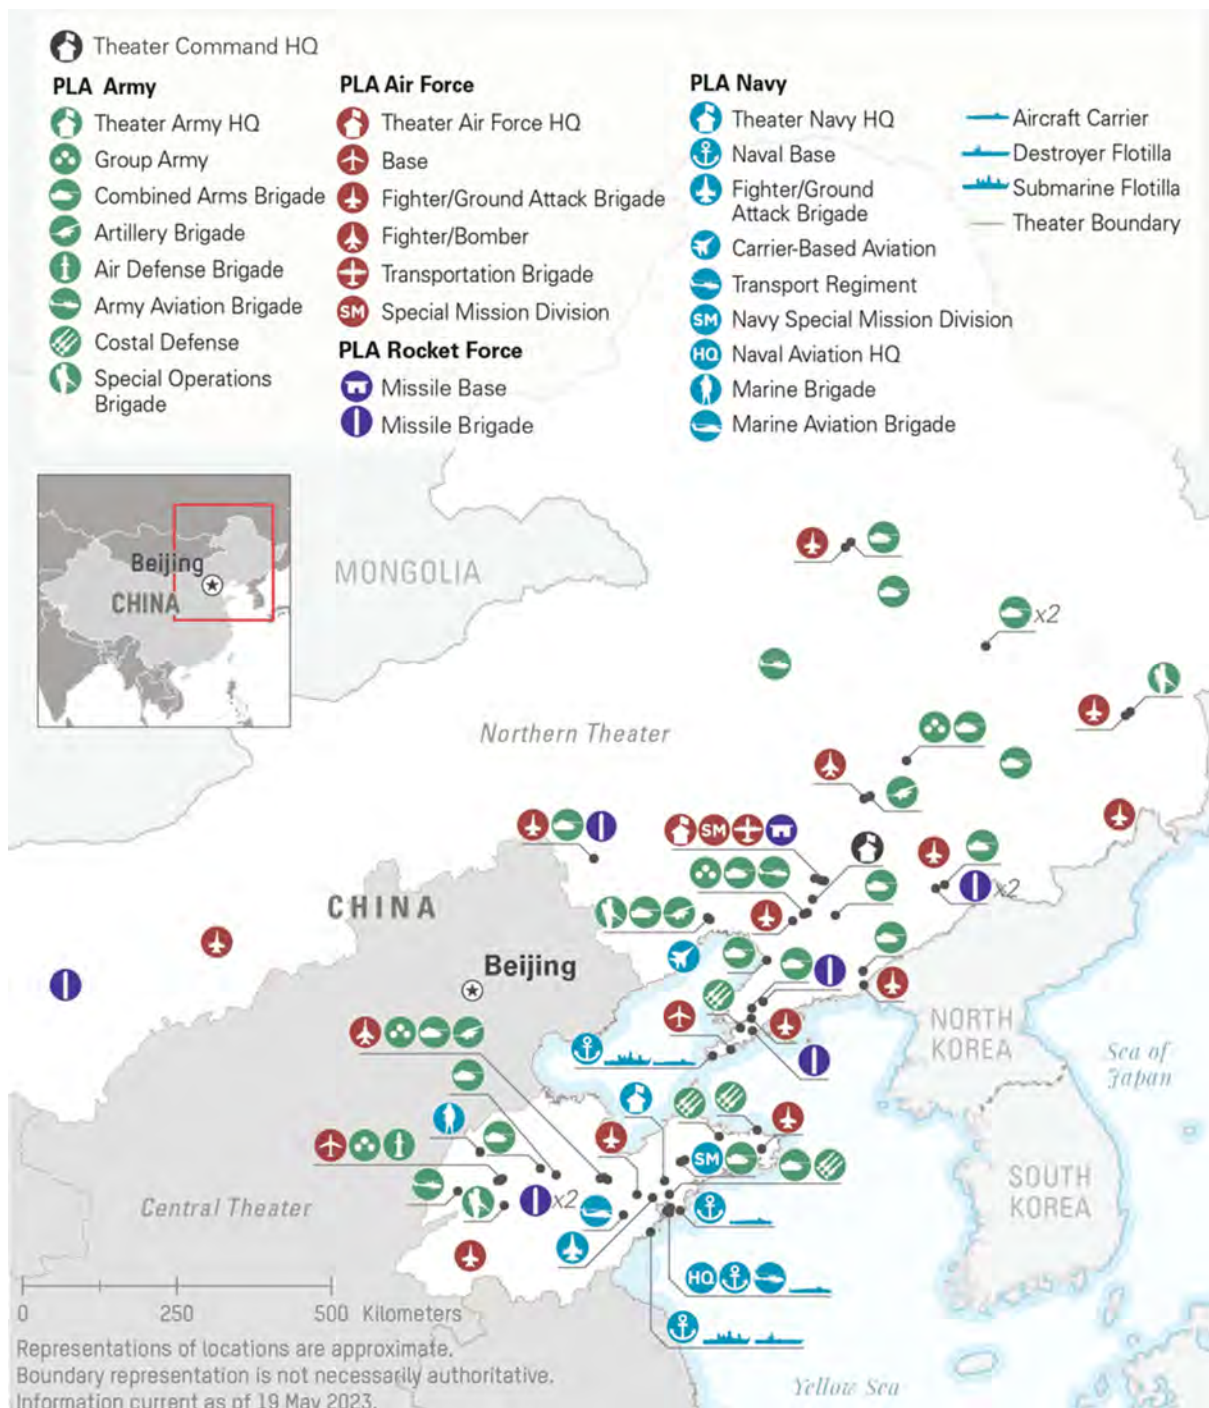 Theater Command HQ
PLA Army
Theater Army HQ
Group Army
Combined Arms Brigade
Artillery Brigade
Air Defense Brigade
Army Aviation Brigade
Costal Defense
Special Operations
Brigade
PLA Air Force
Theater Air Force HQ
Base
Fighter/Ground Attack Brigade
Fighter/Bomber
Transportation Brigade
SM Special Mission Division
PLA Rocket Force
Missile Base
Missile Brigade
PLA Navy
Theater Navy HQ
Naval Base
Fighter/Ground
Attack Brigade
Carrier-Based Aviation
Transport Regiment
SM Navy Special Mission Division
HQ Naval Aviation HQ
Marine Brigade
Marine Aviation Brigade
Aircraft Carrier
Destroyer Flotilla
Submarine Flotilla
Theater Boundary
Beijing
CHINA
MONGOLIA
x2
Northern Theater
SM
x2
CHINA
Beijing
NORTH
KOREA
Sea of
Japan
SM
SOUTH
KOREA
x2
Central Theater
HQ
0 250 500 Kilometers
Representations of locations are approximate.
Boundary representation is not necessarily authoritative.
Information current as of 19 May 2023.
Yellow Sea